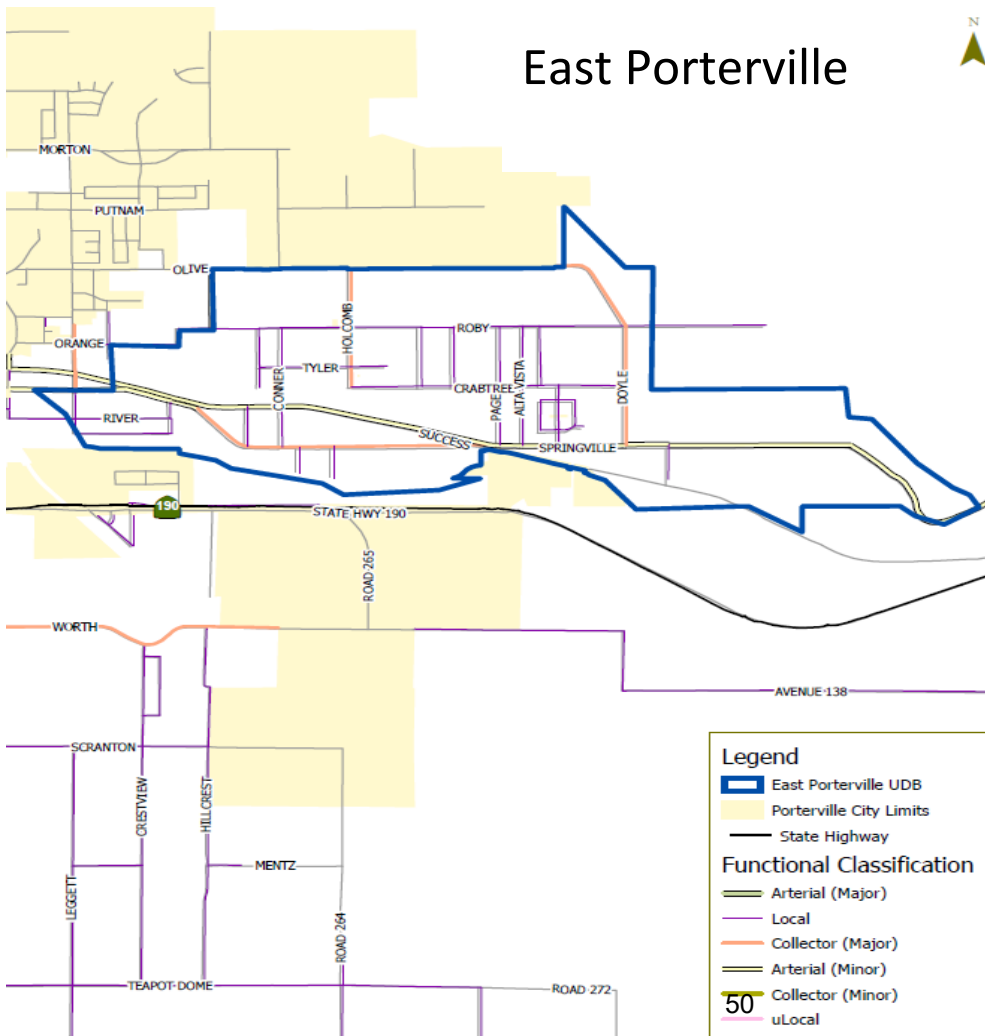 N
East Porterville
MORTON
PUTNAM
OLIVE
HOLCOMB
ROBY
ORANGE
TYLER
CONNER
CRABTREE
PAGE
ALTA VISTA
DOYLE
RIVER
SUCCESS
SPRINGVILLE
190
STATE HWY 190
ROAD 265
WORTH
AVENUE 138
SCRANTON
CRESTVIEW
HILLCREST
MENTZ
LEGGETT
ROAD 264
TEAPOT DOME
ROAD 272
Legend
East Porterville UDB
Porterville City Limits
State Highway
Functional Classification
Arterial (Major)
Local
Collector (Major)
Arterial (Minor)
Collector (Minor)
50
uLocal